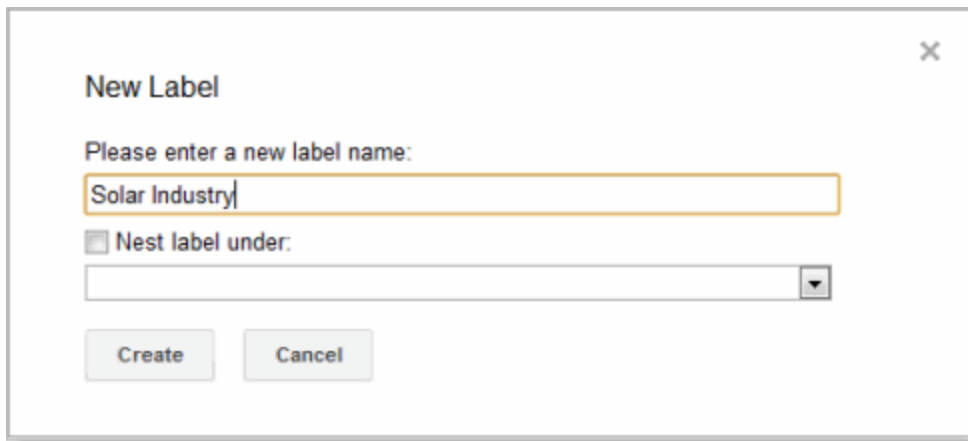 New Label
Please enter a new label name:
Solar Industry
Nest label under:
Create Cancel